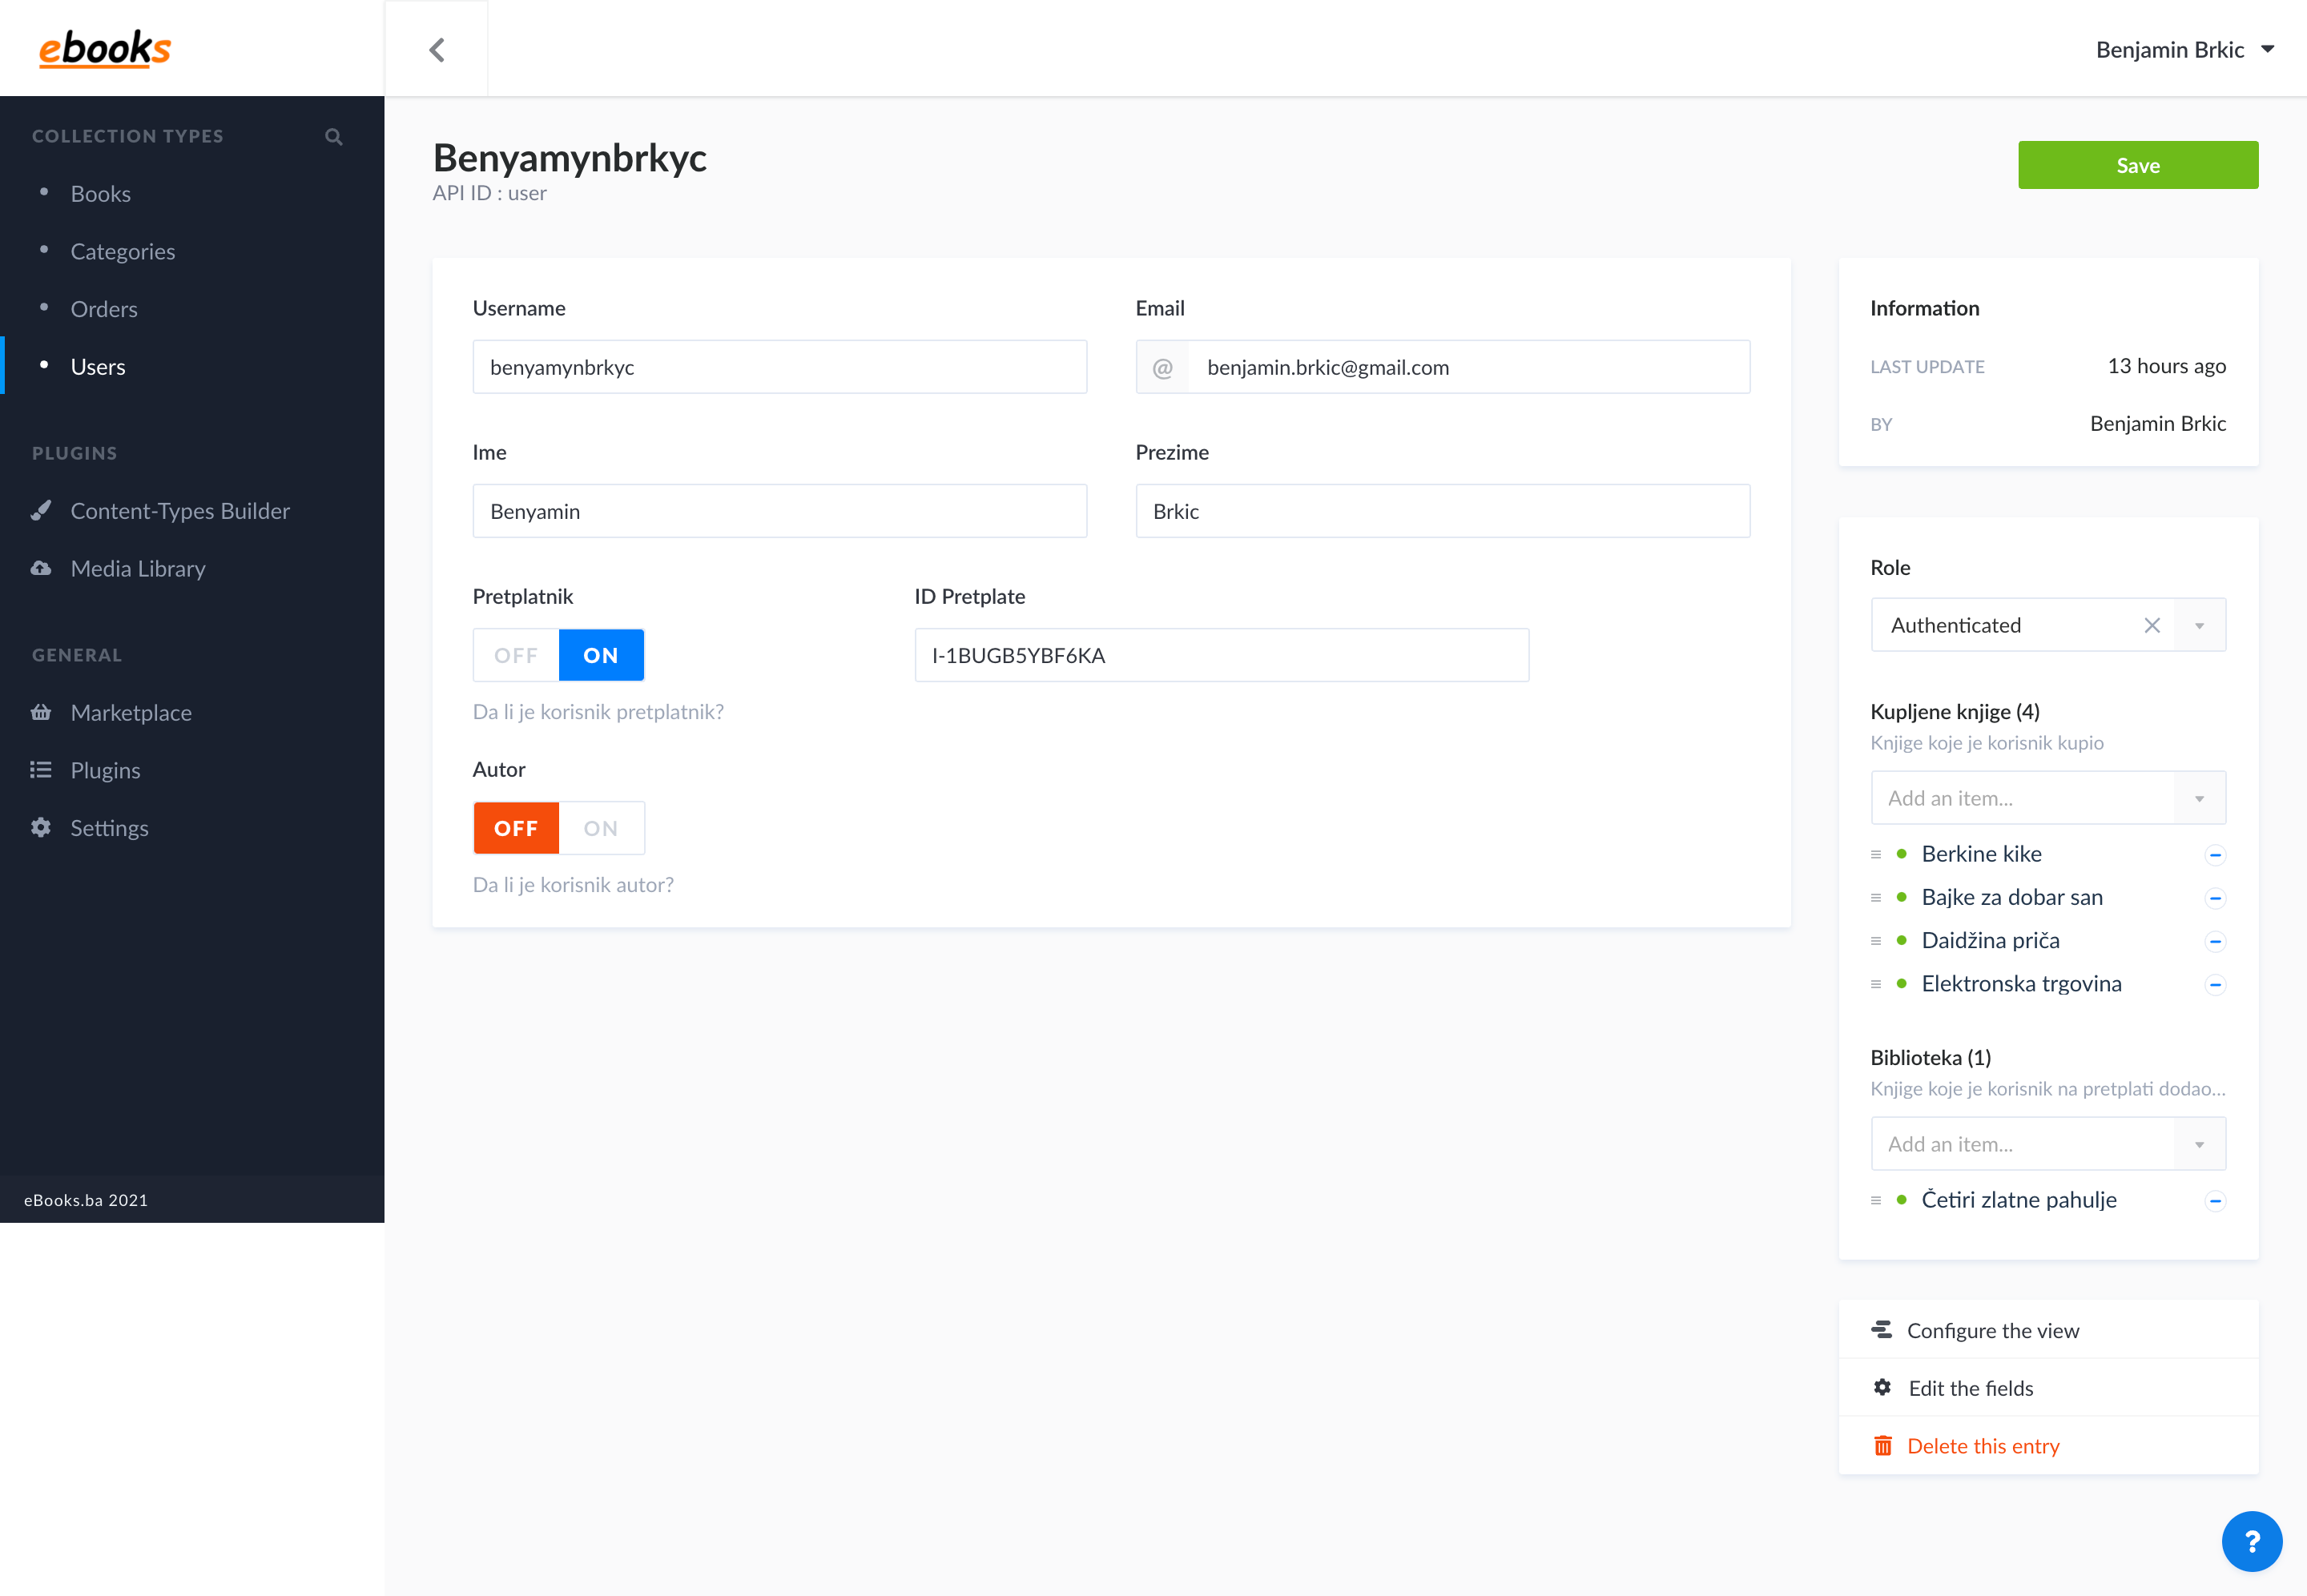 ebooks
Benjamin Brkic
COLLECTION TYPES
Books
Categories
Orders
Users
PLUGINS
Content-Types Builder
Media Library
GENERAL
Marketplace
Plugins
Settings
eBooks.ba 2021
Benyamynbrkyc
API ID : user
Save
Username
benyamynbrkyc
Email
@ benjamin.brkic@gmail.com
Ime
Benyamin
Prezime
Brkic
Pretplatnik
OFF ON
Da li je korisnik pretplatnik?
ID Pretplate
I-1BUGB5YBF6KA
Autor
OFF ON
Da li je korisnik autor?
Information
LAST UPDATE 13 hours ago
BY Benjamin Brkic
Role
Authenticated
Kupljene knjige (4)
Knjige koje je korisnik kupio
Add an item...
Berkine kike
Bajke za dobar san
Daidžina priča
Elektronska trgovina
Biblioteka (1)
Knjige koje je korisnik na pretplati dodao...
Add an item...
Četiri zlatne pahulje
Configure the view
Edit the fields
Delete this entry
?